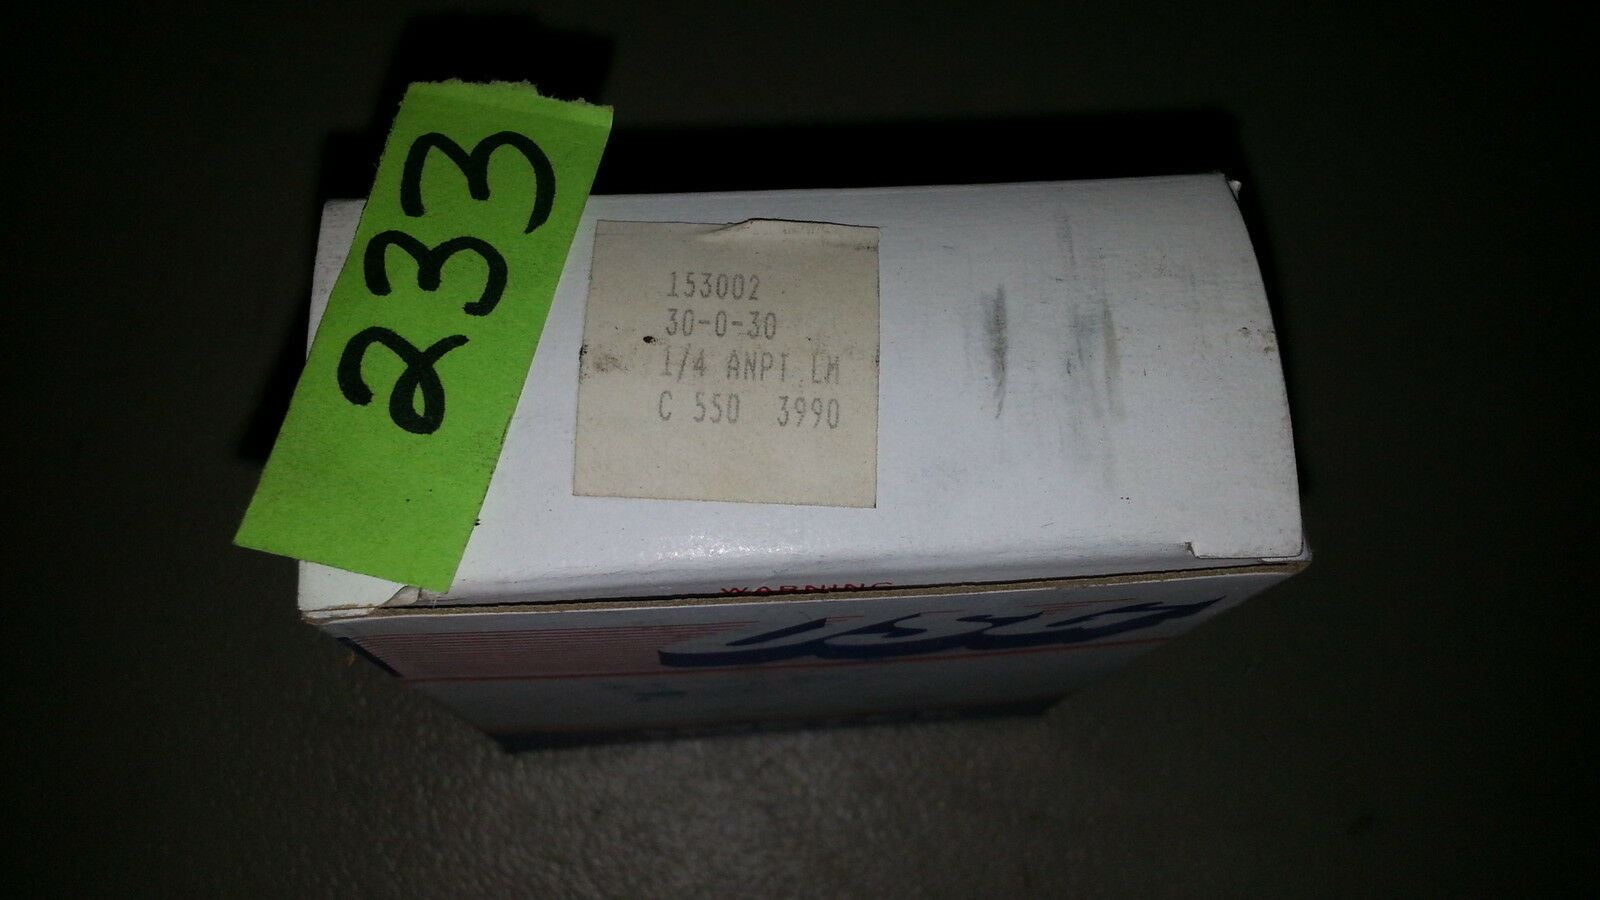 233
153002
30-0-30
1/4 ANPT LM
C 550 3990
WARNING